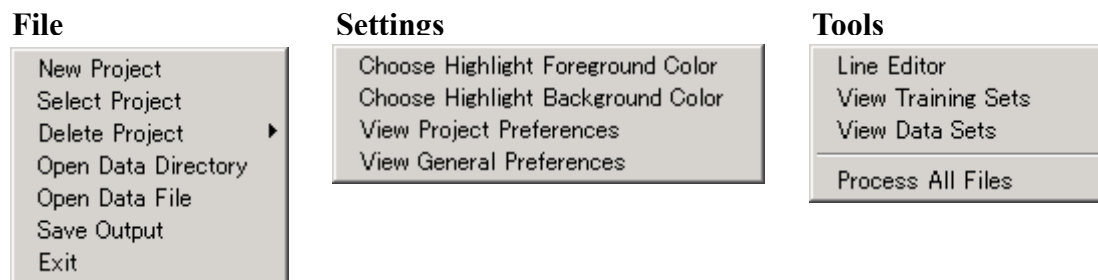 File
New Project
Select Project
Delete Project
Open Data Directory
Open Data File
Save Output
Exit
Settings
Choose Highlight Foreground Color
Choose Highlight Background Color
View Project Preferences
View General Preferences
Tools
Line Editor
View Training Sets
View Data Sets
Process All Files